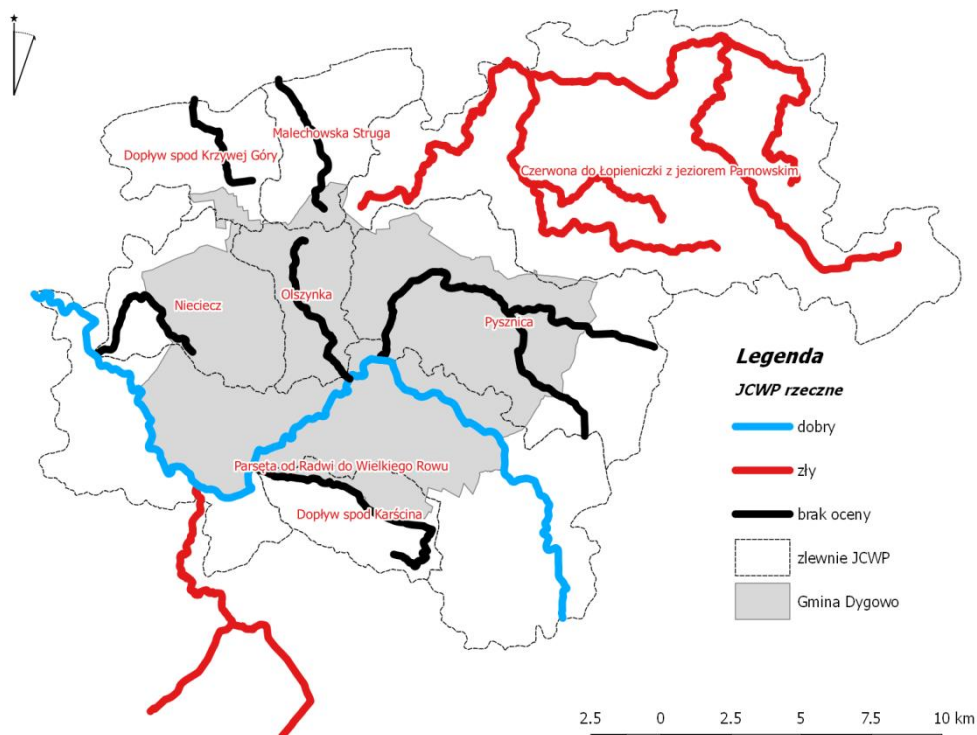 Malechowska Struga
Dopływ spod Krzywej Góry
Czerwona do Łopieniczki z jeziorem Parnowskim
Nieciecz
Olszynka
Pysznica
Parsęta od Radwi do Wielkiego Rowu
Dopływ spod Karścina
Legenda
JCWP rzeczne
dobry
zły
brak oceny
zlewnie JCWP
Gmina Dygowo
2.5 0 2.5 5 7.5 10 km